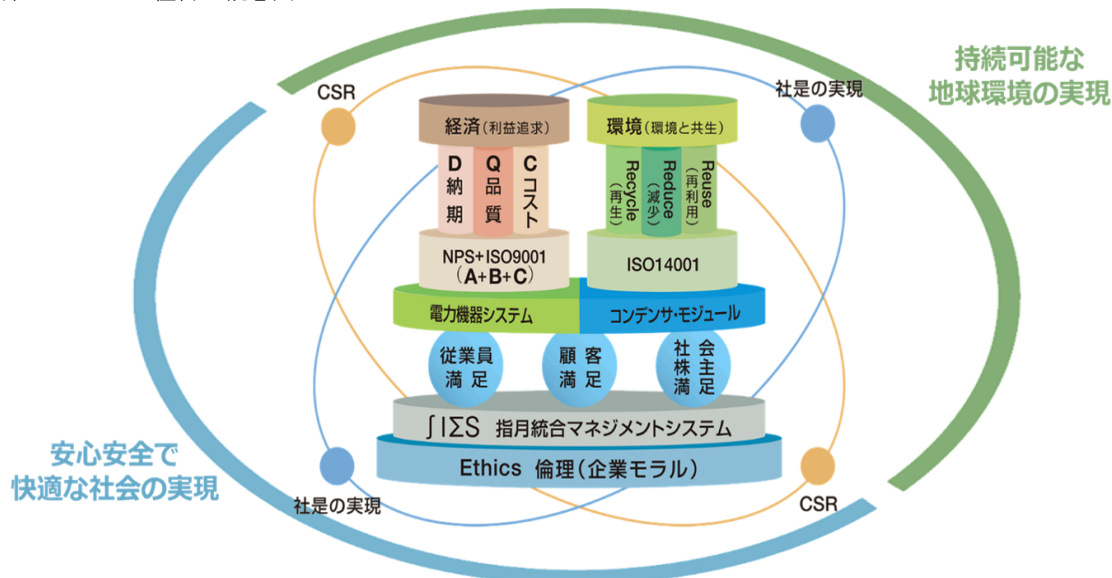 持続可能な
地球環境の実現
CSR
社是の実現
経済(利益追求)
環境(環境と共生)
D
納期
Q
品質
C
コスト
Recycle
(再生)
Reduce
(減少)
Reuse
(再利用)
NPS+ISO9001
(A+B+C)
ISO14001
電力機器システム
コンデンサ・モジュール
従業員
満足
顧客
満足
社会
株主
満足
∫IΣS 指月統合マネジメントシステム
Ethics 倫理(企業モラル)
安心安全で
快適な社会の実現
社是の実現
CSR